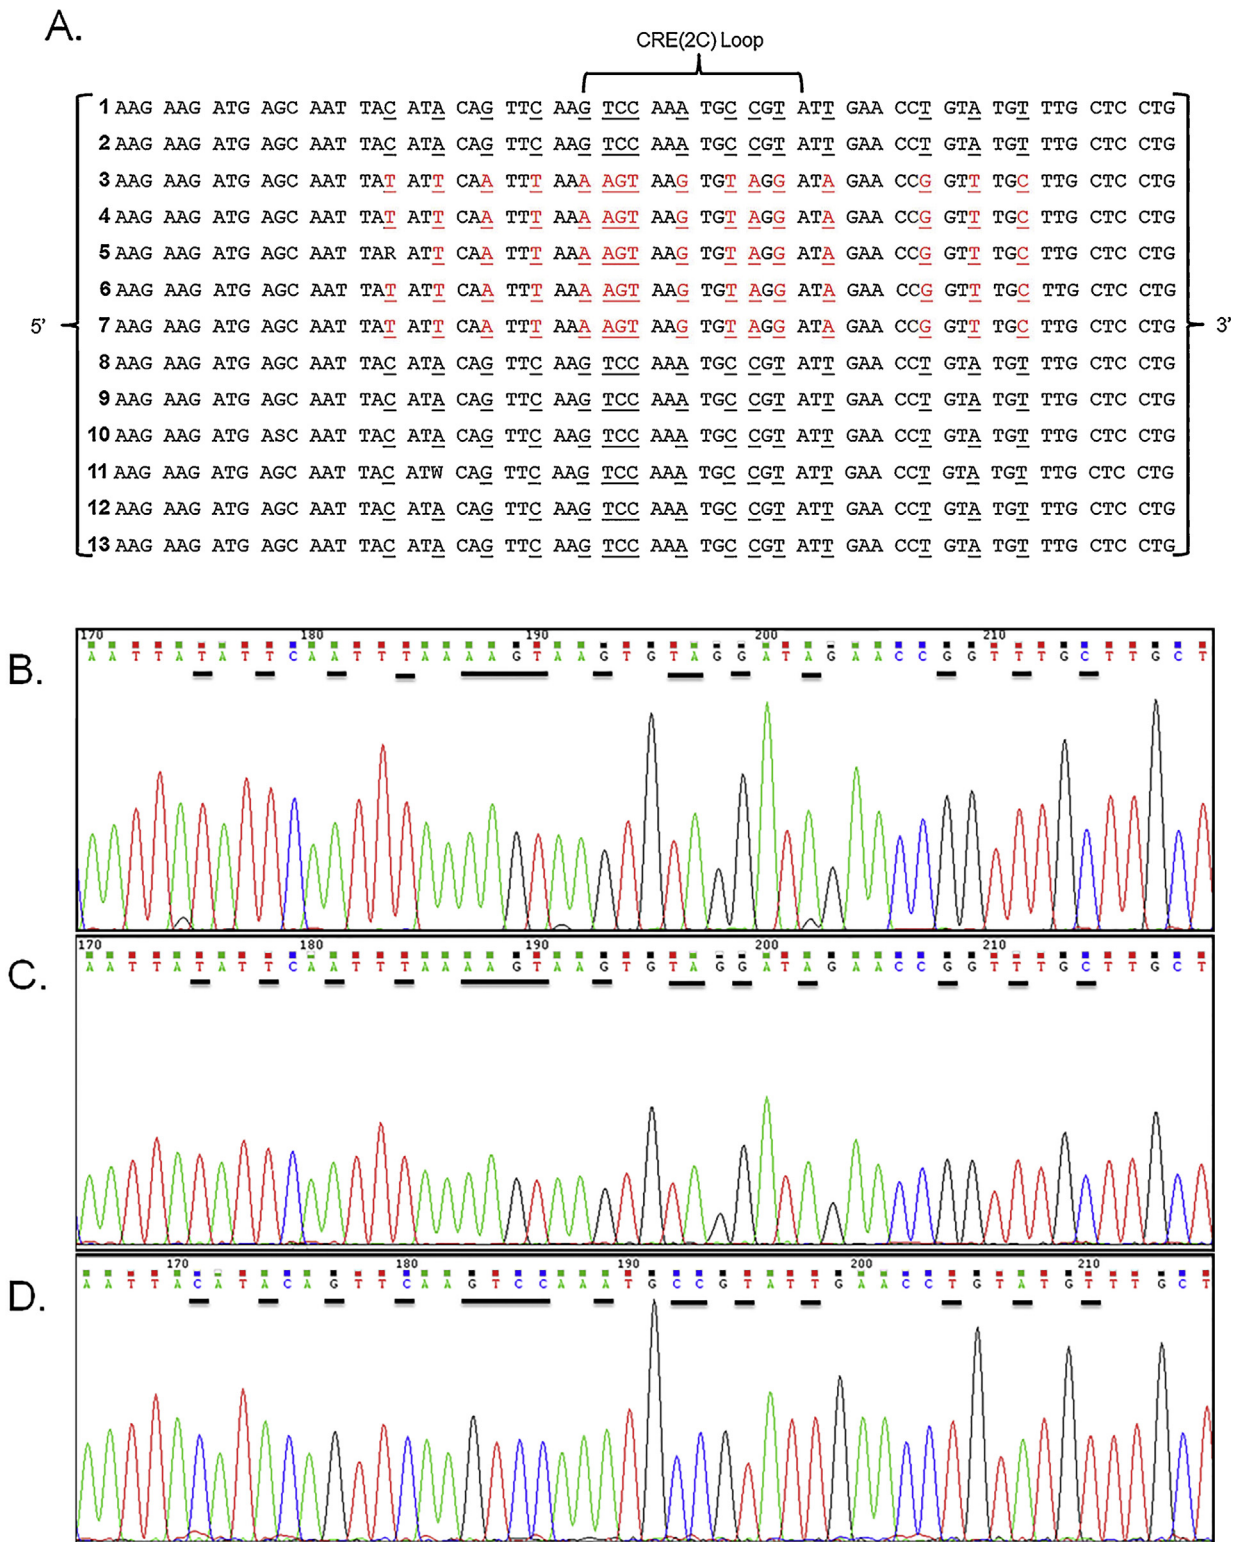 A.
CRE(2C) Loop
1 AAG AAG ATG AGC AAT TAC ATA CAG TTC AAG TCC AAA TGC CGT ATT GAA CCT GTA TGT TTG CTC CTG
2 AAG AAG ATG AGC AAT TAC ATA CAG TTC AAG TCC AAA TGC CGT ATT GAA CCT GTA TGT TTG CTC CTG
3 AAG AAG ATG AGC AAT TAT ATT CAA TTT AAA AGT AAG TGT AGG ATA GAA CCG GTT TGC TTG CTC CTG
4 AAG AAG ATG AGC AAT TAT ATT CAA TTT AAA AGT AAG TGT AGG ATA GAA CCG GTT TGC TTG CTC CTG
5 AAG AAG ATG AGC AAT TAR ATT CAA TTT AAA AGT AAG TGT AGG ATA GAA CCG GTT TGC TTG CTC CTG
6 AAG AAG ATG AGC AAT TAT ATT CAA TTT AAA AGT AAG TGT AGG ATA GAA CCG GTT TGC TTG CTC CTG
5’ 3’
7 AAG AAG ATG AGC AAT TAT ATT CAA TTT AAA AGT AAG TGT AGG ATA GAA CCG GTT TGC TTG CTC CTG
8 AAG AAG ATG AGC AAT TAC ATA CAG TTC AAG TCC AAA TGC CGT ATT GAA CCT GTA TGT TTG CTC CTG
9 AAG AAG ATG AGC AAT TAC ATA CAG TTC AAG TCC AAA TGC CGT ATT GAA CCT GTA TGT TTG CTC CTG
10 AAG AAG ATG ASC AAT TAC ATA CAG TTC AAG TCC AAA TGC CGT ATT GAA CCT GTA TGT TTG CTC CTG
11 AAG AAG ATG AGC AAT TAC ATW CAG TTC AAG TCC AAA TGC CGT ATT GAA CCT GTA TGT TTG CTC CTG
12 AAG AAG ATG AGC AAT TAC ATA CAG TTC AAG TCC AAA TGC CGT ATT GAA CCT GTA TGT TTG CTC CTG
13 AAG AAG ATG AGC AAT TAC ATA CAG TTC AAG TCC AAA TGC CGT ATT GAA CCT GTA TGT TTG CTC CTG
B.
170 180 190 200 210
A A T T A T A T T C A A T T T A A A A G T A A G T G T A G G A T A G A A C C G G T T T G C T T G C T
C.
170 180 190 200 210
A A T T A T A T T C A A T T T A A A A G T A A G T G T A G G A T A G A A C C G G T T T G C T T G C T
D.
170 180 190 200 210
A A T T A C A T A C A G T T C A A G T C C A A A T G C C G T A T T G A A C C T G T A T G T T T G C T